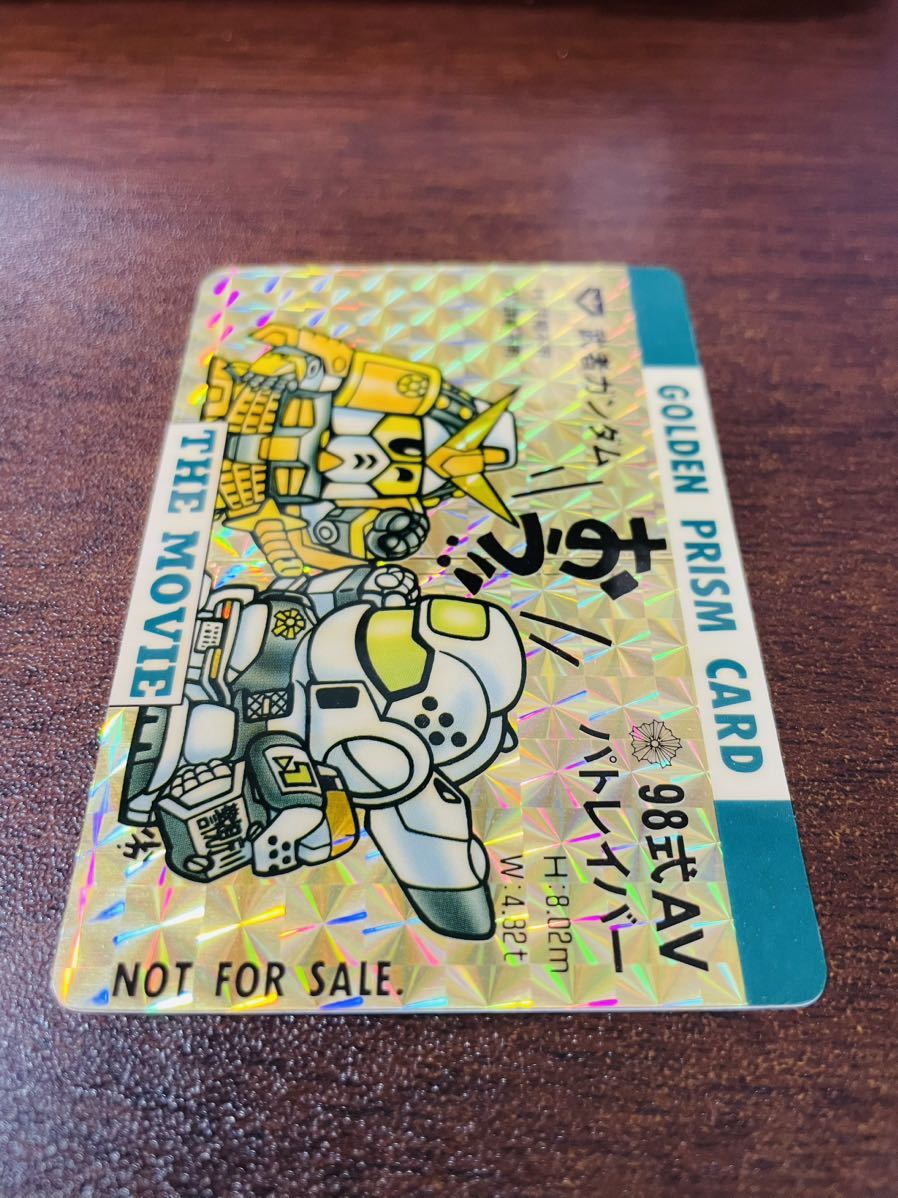 GOLDEN PRISM CARD
武者ガンダム
98式AV
パトレイバー
H:8.02m
W:4.82t
おっ!!
THE MOVIE
NOT FOR SALE.